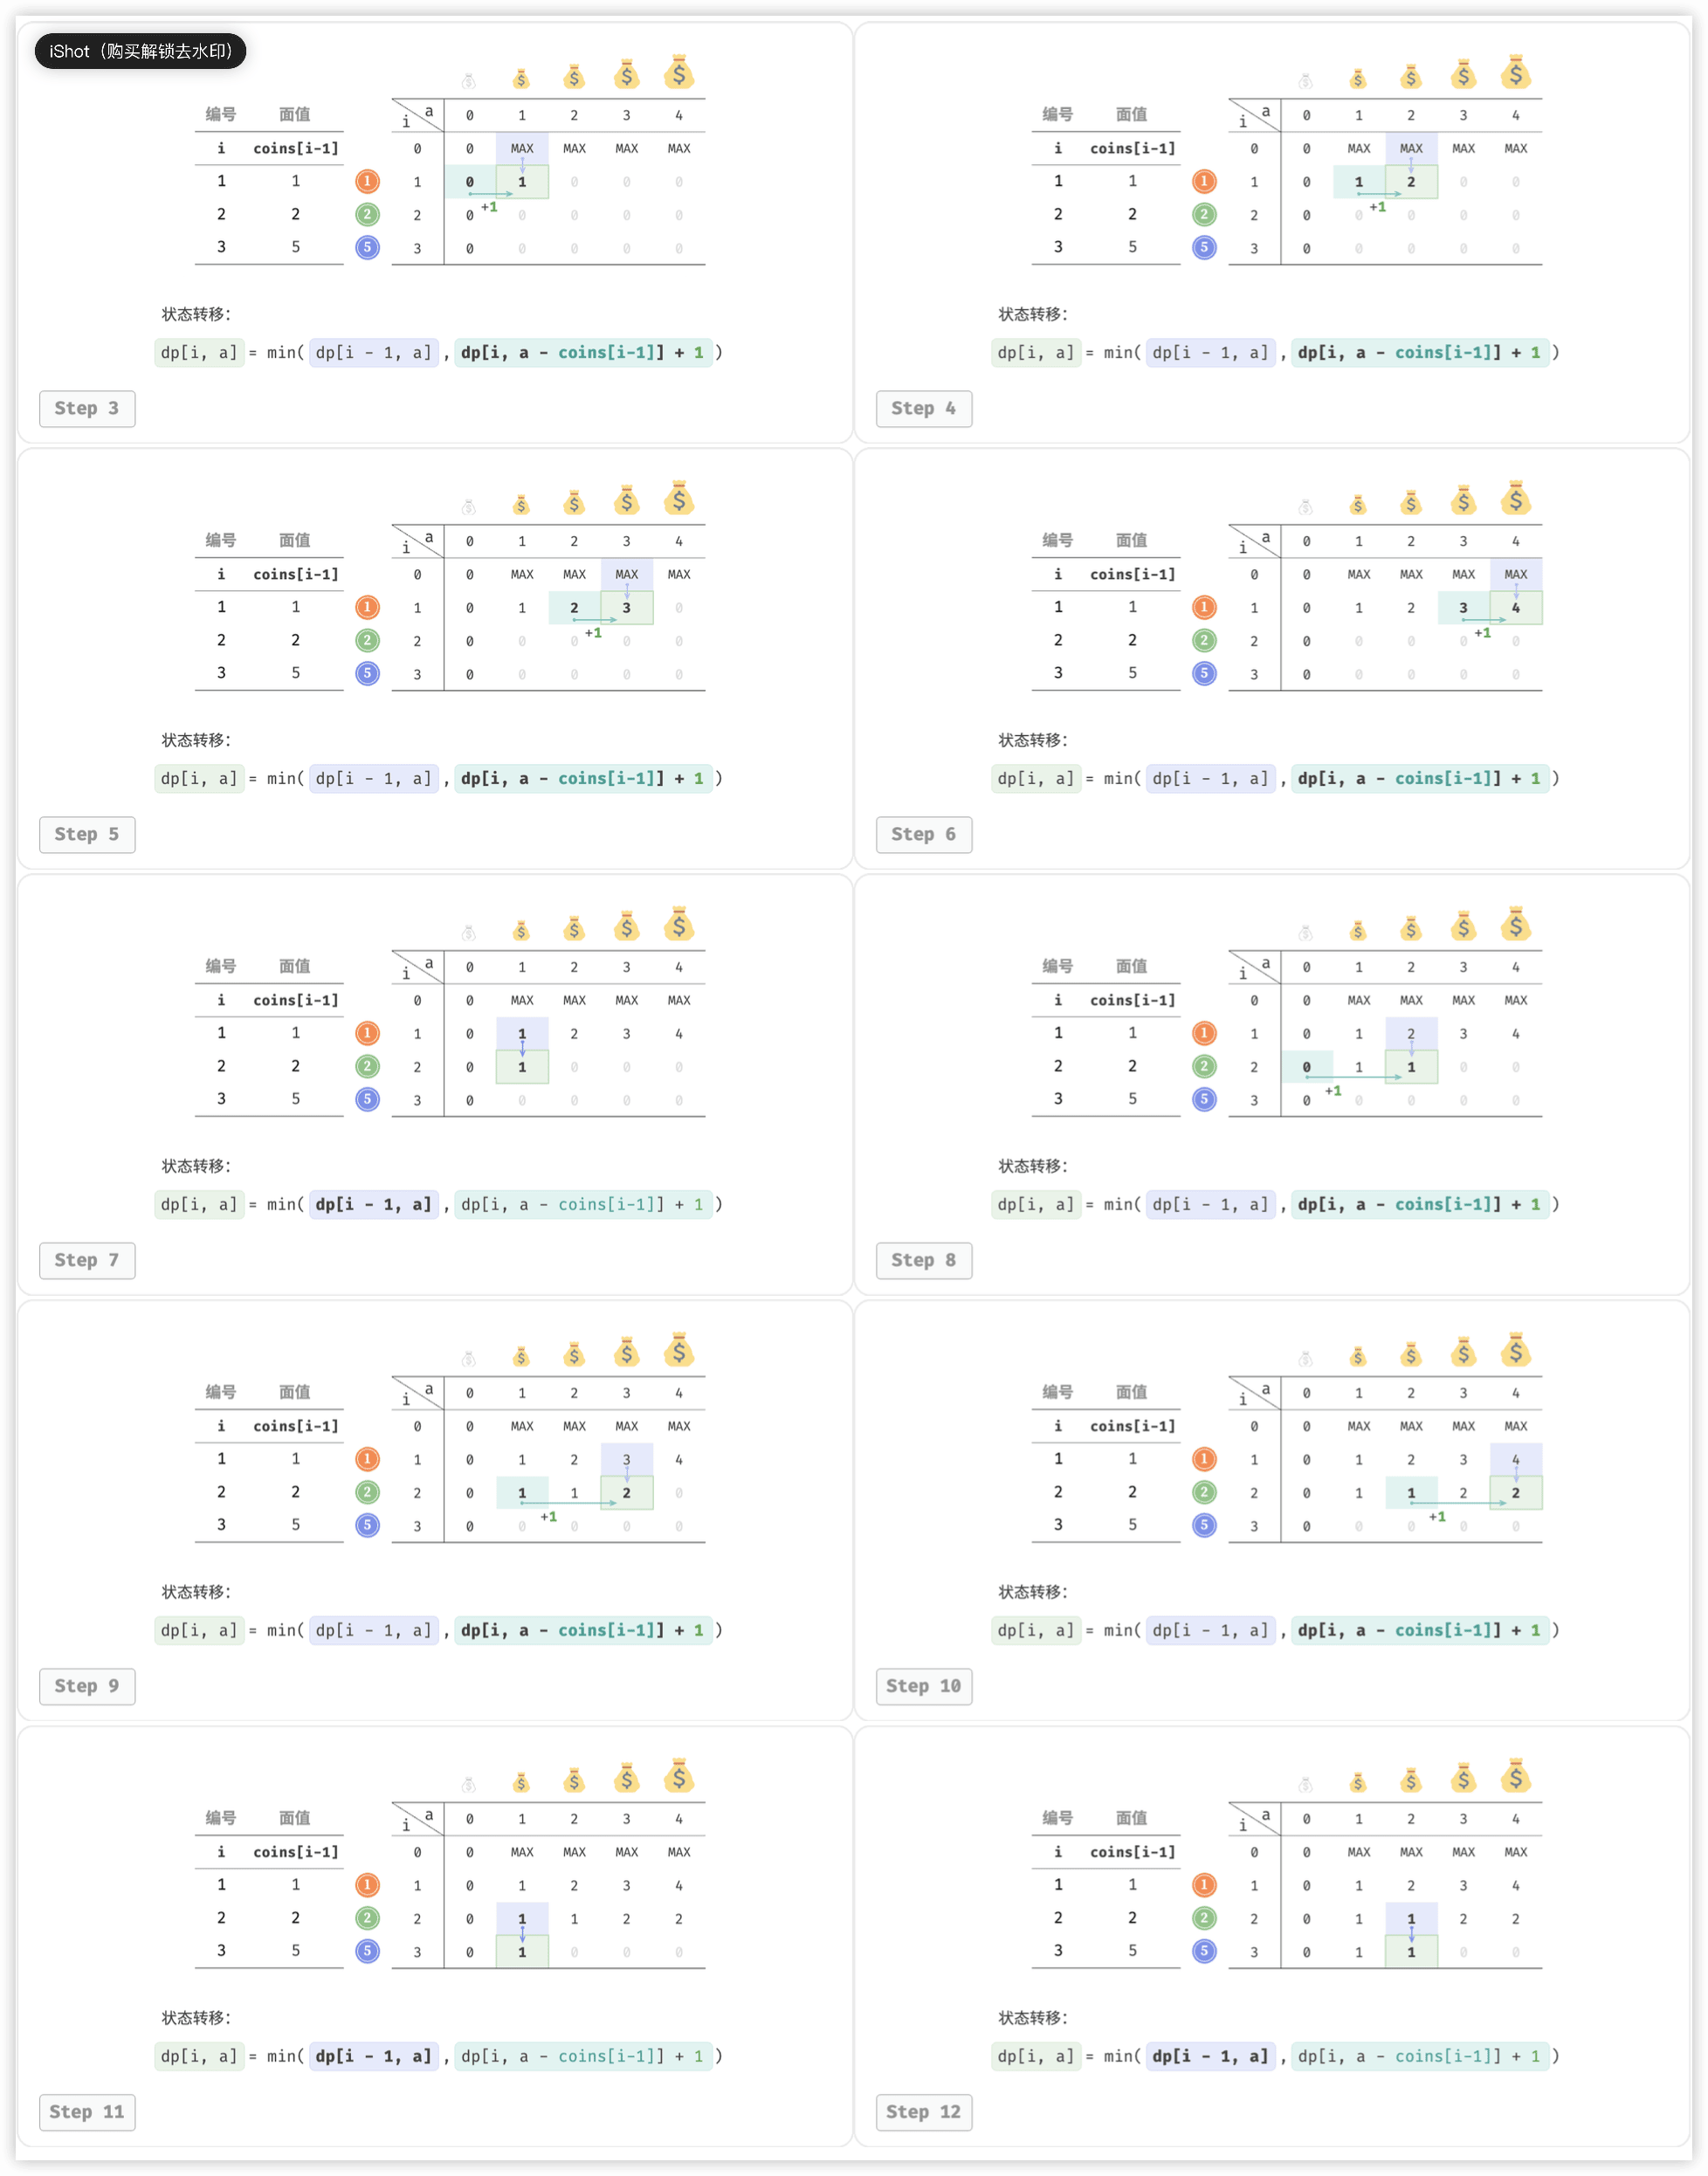 iShot（购买解锁去水印）
编号 面值 i a 0 1 2 3 4
i coins[i-1] 0 0 MAX MAX MAX MAX
1 1 1 1 0 1 0 0 0
+1
2 2 2 2 0 0 0 0 0
3 5 5 3 0 0 0 0 0
状态转移：
dp[i, a] = min( dp[i - 1, a] , dp[i, a - coins[i-1]] + 1 )
Step 3
编号 面值 i a 0 1 2 3 4
i coins[i-1] 0 0 MAX MAX MAX MAX
1 1 1 1 0 1 2 0 0
+1
2 2 2 2 0 0 0 0 0
3 5 5 3 0 0 0 0 0
状态转移：
dp[i, a] = min( dp[i - 1, a] , dp[i, a - coins[i-1]] + 1 )
Step 4
编号 面值 i a 0 1 2 3 4
i coins[i-1] 0 0 MAX MAX MAX MAX
1 1 1 1 0 1 2 3 0
+1
2 2 2 2 0 0 0 0 0
3 5 5 3 0 0 0 0 0
状态转移：
dp[i, a] = min( dp[i - 1, a] , dp[i, a - coins[i-1]] + 1 )
Step 5
编号 面值 i a 0 1 2 3 4
i coins[i-1] 0 0 MAX MAX MAX MAX
1 1 1 1 0 1 2 3 4
+1
2 2 2 2 0 0 0 0 0
3 5 5 3 0 0 0 0 0
状态转移：
dp[i, a] = min( dp[i - 1, a] , dp[i, a - coins[i-1]] + 1 )
Step 6
编号 面值 i a 0 1 2 3 4
i coins[i-1] 0 0 MAX MAX MAX MAX
1 1 1 1 0 1 2 3 4
2 2 2 2 0 1 0 0 0
3 5 5 3 0 0 0 0 0
状态转移：
dp[i, a] = min( dp[i - 1, a] , dp[i, a - coins[i-1]] + 1 )
Step 7
编号 面值 i a 0 1 2 3 4
i coins[i-1] 0 0 MAX MAX MAX MAX
1 1 1 1 0 1 2 3 4
2 2 2 2 0 1 1 0 0
+1
3 5 5 3 0 0 0 0 0
状态转移：
dp[i, a] = min( dp[i - 1, a] , dp[i, a - coins[i-1]] + 1 )
Step 8
编号 面值 i a 0 1 2 3 4
i coins[i-1] 0 0 MAX MAX MAX MAX
1 1 1 1 0 1 2 3 4
2 2 2 2 0 1 1 2 0
+1
3 5 5 3 0 0 0 0 0
状态转移：
dp[i, a] = min( dp[i - 1, a] , dp[i, a - coins[i-1]] + 1 )
Step 9
编号 面值 i a 0 1 2 3 4
i coins[i-1] 0 0 MAX MAX MAX MAX
1 1 1 1 0 1 2 3 4
2 2 2 2 0 1 1 2 2
+1
3 5 5 3 0 0 0 0 0
状态转移：
dp[i, a] = min( dp[i - 1, a] , dp[i, a - coins[i-1]] + 1 )
Step 10
编号 面值 i a 0 1 2 3 4
i coins[i-1] 0 0 MAX MAX MAX MAX
1 1 1 1 0 1 2 3 4
2 2 2 2 0 1 1 2 2
3 5 5 3 0 1 0 0 0
状态转移：
dp[i, a] = min( dp[i - 1, a] , dp[i, a - coins[i-1]] + 1 )
Step 11
编号 面值 i a 0 1 2 3 4
i coins[i-1] 0 0 MAX MAX MAX MAX
1 1 1 1 0 1 2 3 4
2 2 2 2 0 1 1 2 2
3 5 5 3 0 1 1 0 0
状态转移：
dp[i, a] = min( dp[i - 1, a] , dp[i, a - coins[i-1]] + 1 )
Step 12